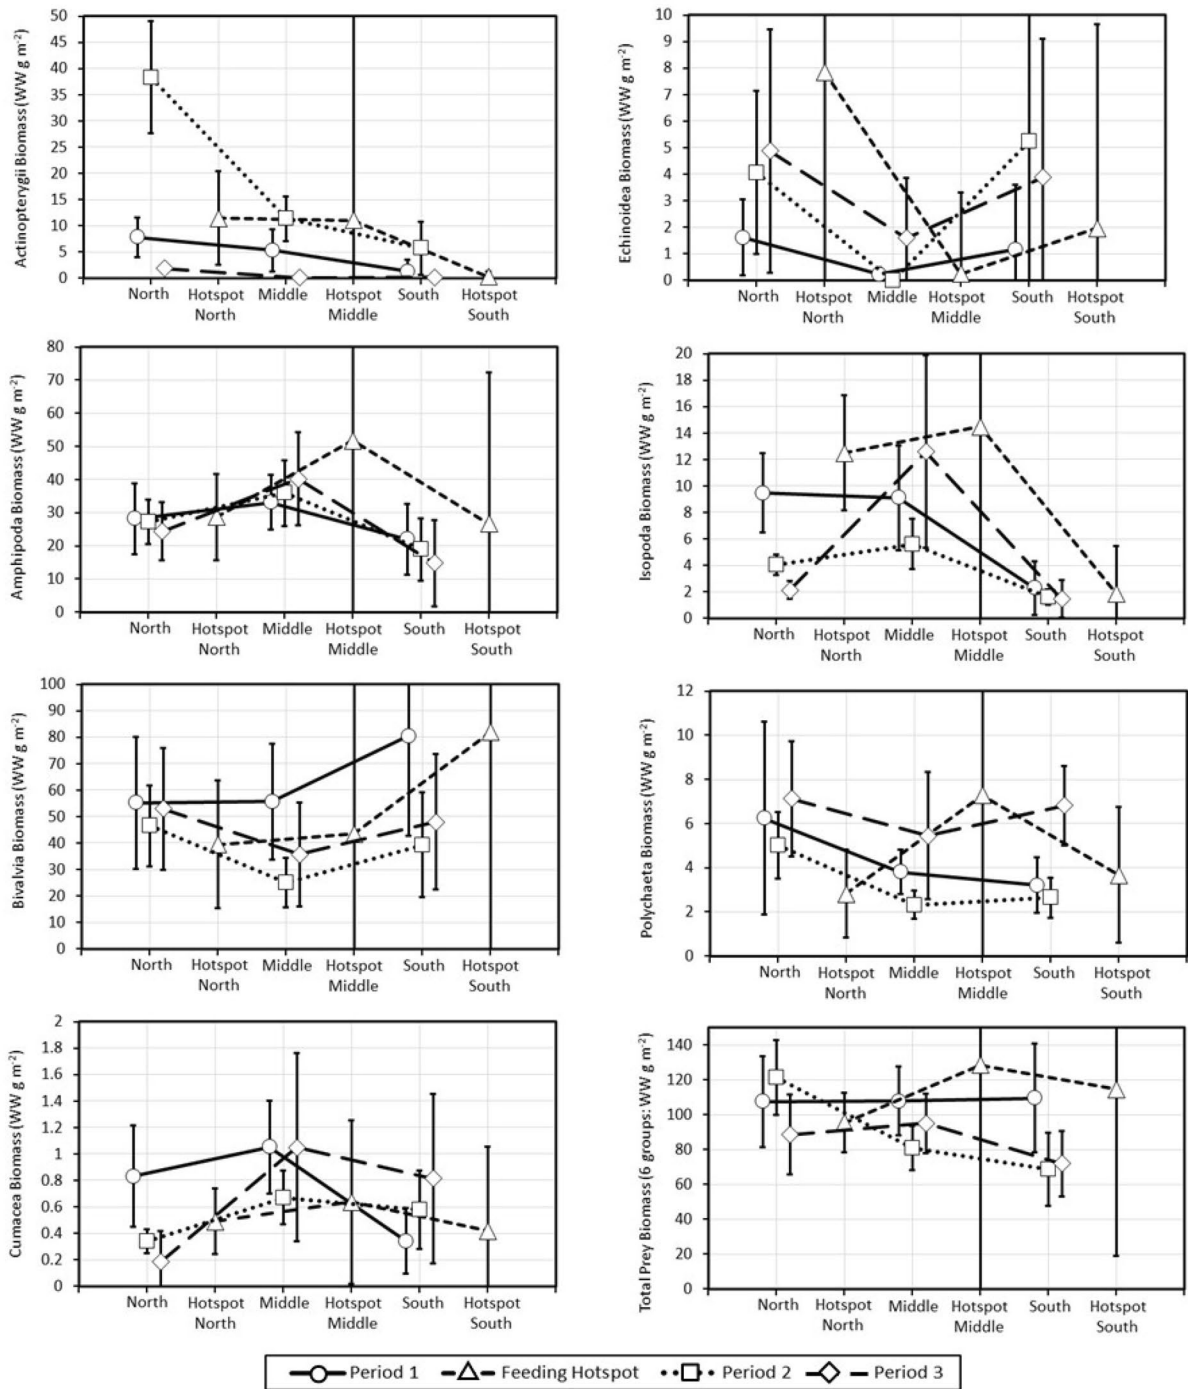 Actinopterygii Biomass (WW g m-2)
50
45
40
35
30
25
20
15
10
5
0
North
Hotspot North
Middle
Hotspot Middle
South
Hotspot South
Echinoidea Biomass (WW g m-2)
10
9
8
7
6
5
4
3
2
1
0
North
Hotspot North
Middle
Hotspot Middle
South
Hotspot South
Amphipoda Biomass (WW g m-2)
80
70
60
50
40
30
20
10
0
North
Hotspot North
Middle
Hotspot Middle
South
Hotspot South
Isopoda Biomass (WW g m-2)
20
18
16
14
12
10
8
6
4
2
0
North
Hotspot North
Middle
Hotspot Middle
South
Hotspot South
Bivalvia Biomass (WW g m-2)
100
90
80
70
60
50
40
30
20
10
0
North
Hotspot North
Middle
Hotspot Middle
South
Hotspot South
Polychaeta Biomass (WW g m-2)
12
10
8
6
4
2
0
North
Hotspot North
Middle
Hotspot Middle
South
Hotspot South
Cumacea Biomass (WW g m-2)
2
1.8
1.6
1.4
1.2
1
0.8
0.6
0.4
0.2
0
North
Hotspot North
Middle
Hotspot Middle
South
Hotspot South
Total Prey Biomass (6 groups: WW g m-2)
140
120
100
80
60
40
20
0
North
Hotspot North
Middle
Hotspot Middle
South
Hotspot South
Period 1 Feeding Hotspot Period 2 Period 3